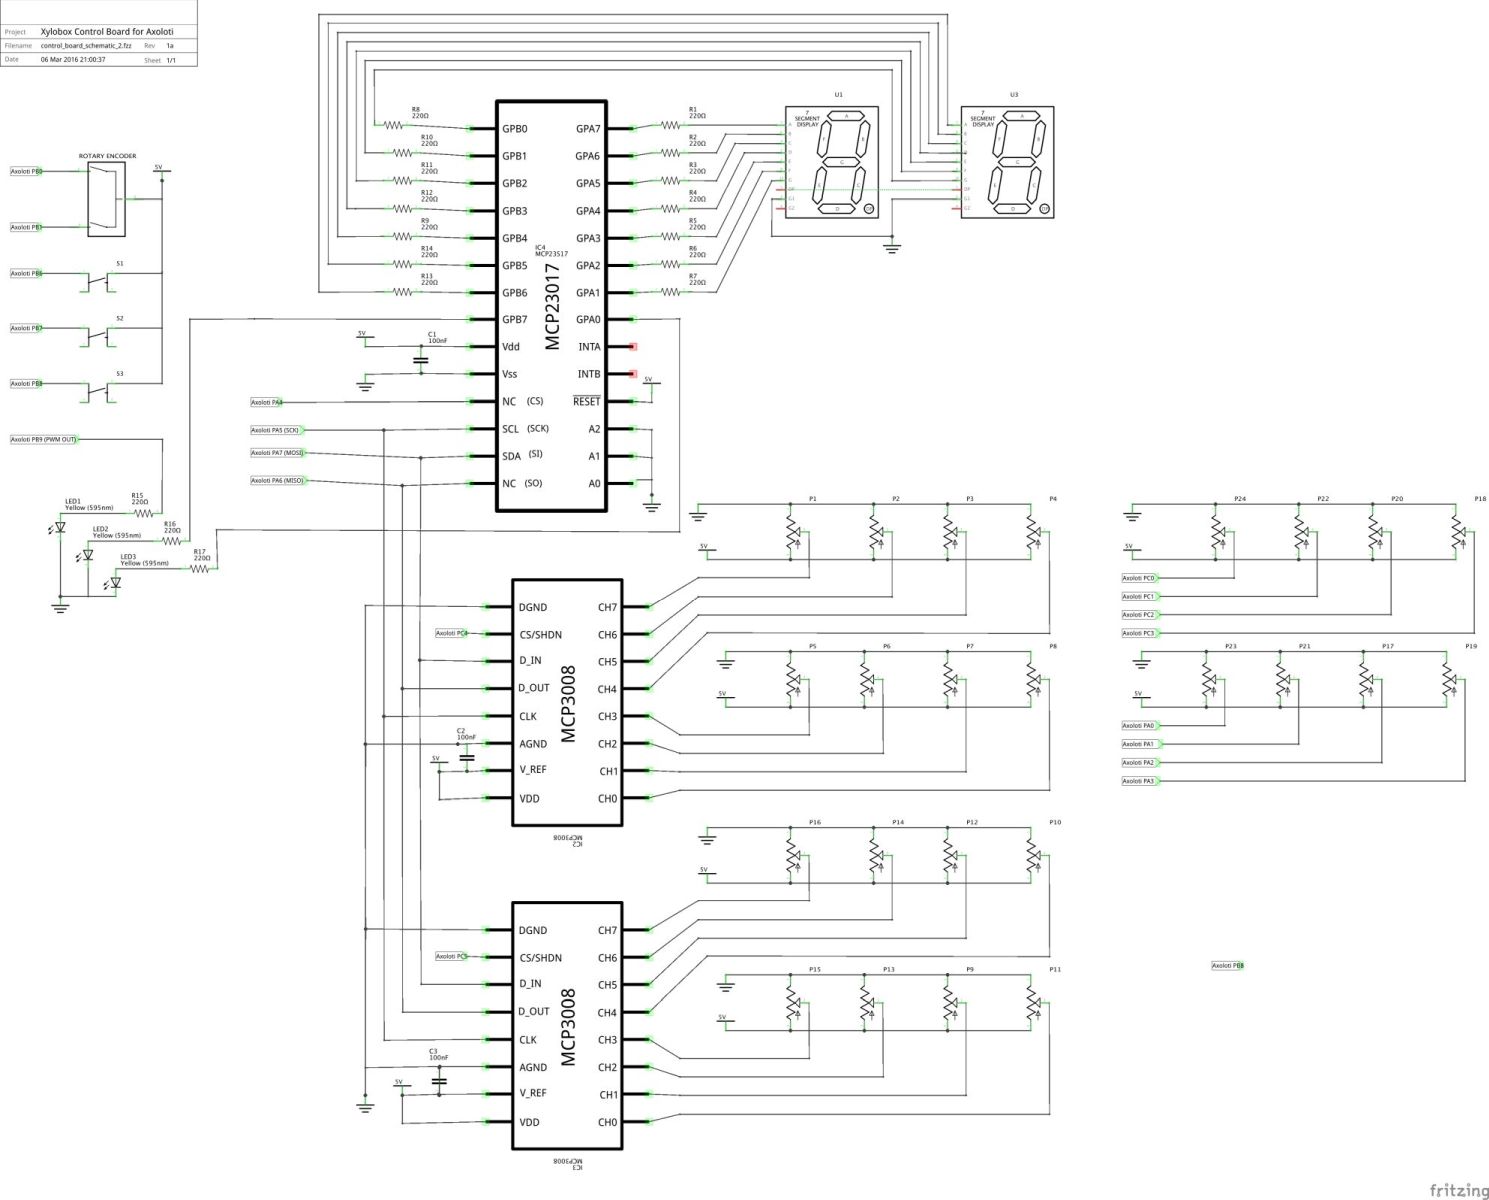 Project Xylobox Control Board for Axoloti
Filename control_board_schematic_2.fzz Rev 1a
Date 06 Mar 2016 21:00:37 Sheet 1/1
ROTARY ENCODER
5V
Axoloti PB0
Axoloti PB1
Axoloti PB6
S1
Axoloti PB7
S2
Axoloti PB8
S3
Axoloti PB9 (PWM OUT)
LED1
Yellow (595nm)
R15
220Ω
LED2
Yellow (595nm)
R16
220Ω
LED3
Yellow (595nm)
R17
220Ω
R8
220Ω
R10
220Ω
R11
220Ω
R12
220Ω
R9
220Ω
R14
220Ω
R13
220Ω
5V
C1
100nF
Axoloti PA4
Axoloti PA5 (SCK)
Axoloti PA7 (MOSI)
Axoloti PA6 (MISO)
GPB0 GPA7
GPB1 GPA6
GPB2 GPA5
GPB3 GPA4
GPB4 GPA3
GPB5 GPA2
GPB6 GPA1
GPB7 GPA0
Vdd INTA
Vss INTB
NC (CS) RESET
SCL (SCK) A2
SDA (SI) A1
NC (SO) A0
IC4
MCP23S17
MCP23017
5V
R1
220Ω
R2
220Ω
R3
220Ω
R4
220Ω
R5
220Ω
R6
220Ω
R7
220Ω
U1
7
SEGMENT
DISPLAY
A
B
C
D
E
F
G
DP
G1
G2
U3
7
SEGMENT
DISPLAY
A
B
C
D
E
F
G
DP
G1
G2
P1 P2 P3 P4
5V
P5 P6 P7 P8
5V
DGND CH7
CS/SHDN CH6
D_IN CH5
D_OUT CH4
CLK CH3
AGND CH2
V_REF CH1
VDD CH0
MCP3008
Axoloti PC4
C2
100nF
5V
MCP3008
IC2
P16 P14 P12 P10
5V
P15 P13 P9 P11
5V
DGND CH7
CS/SHDN CH6
D_IN CH5
D_OUT CH4
CLK CH3
AGND CH2
V_REF CH1
VDD CH0
MCP3008
C3
100nF
5V
MCP3008
IC3
P24 P22 P20 P18
5V
Axoloti PC0
Axoloti PC1
Axoloti PC2
Axoloti PC3
P23 P21 P17 P19
5V
Axoloti PA0
Axoloti PA1
Axoloti PA2
Axoloti PA3
Axoloti PB8
fritzing